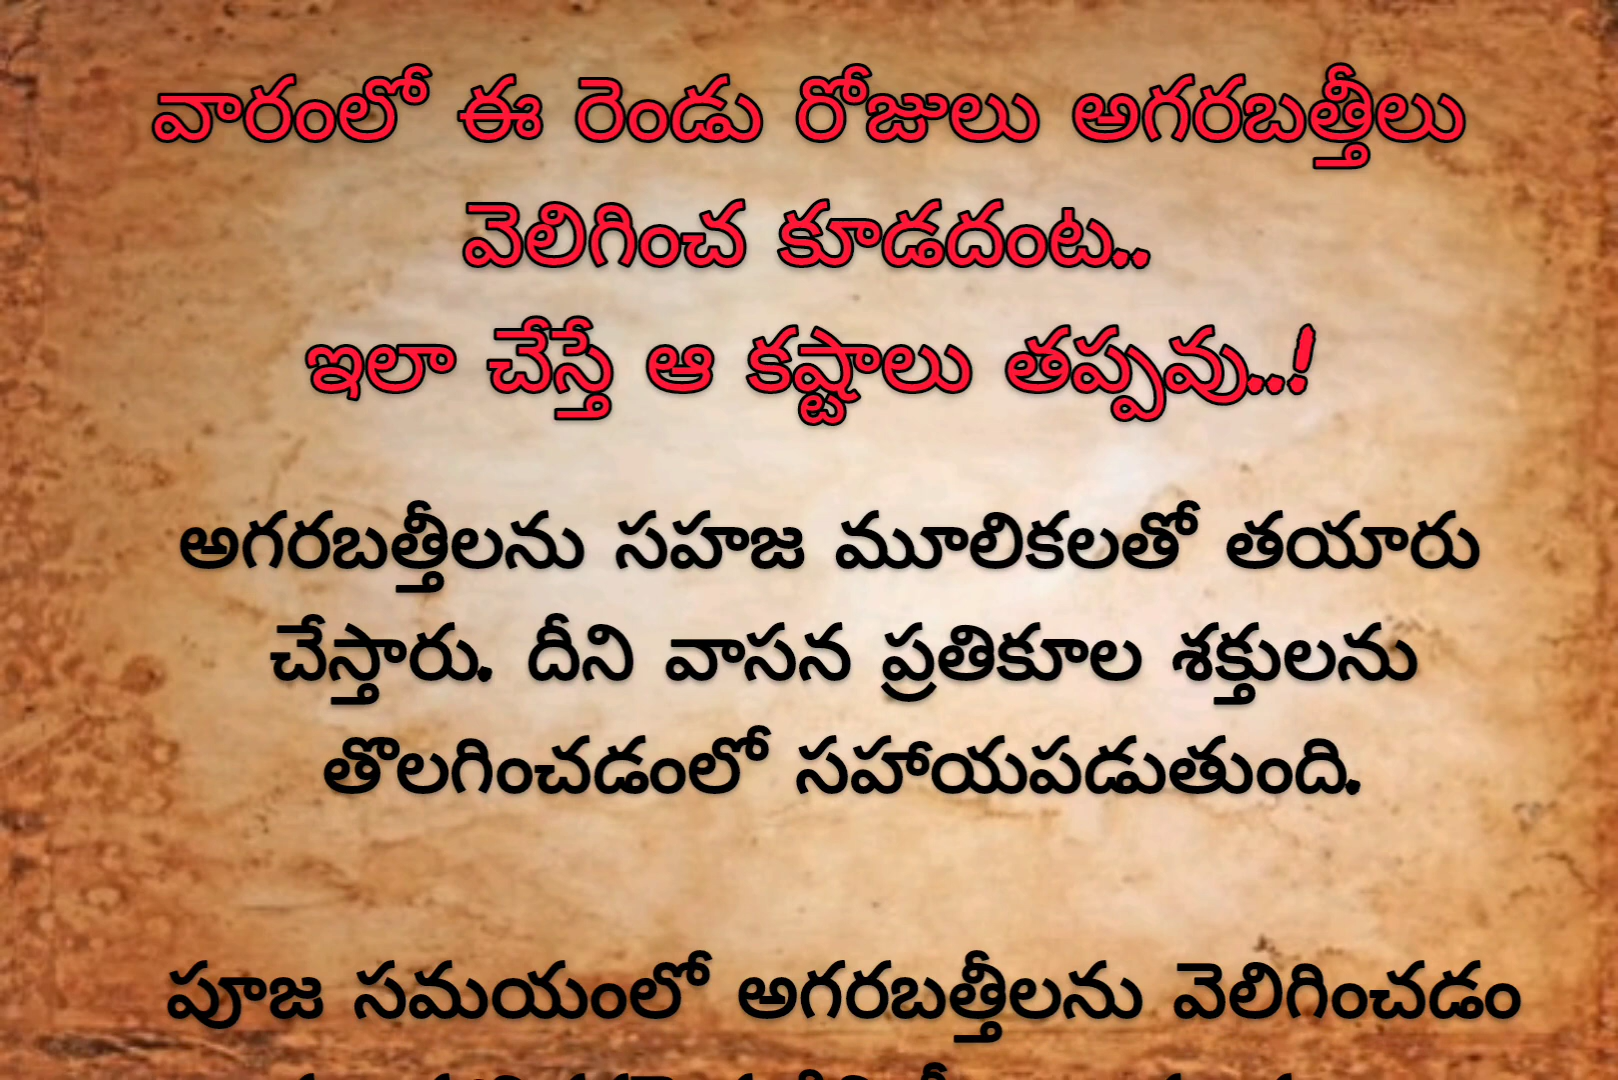 వారంలో ఈ రెండు రోజులు అగరబత్తీలు
వెలిగించ కూడదంట..
ఇలా చేస్తే ఆ కష్టాలు తప్పవు...!
అగరబత్తీలను సహజ మూలికలతో తయారు
చేస్తారు. దీని వాసన ప్రతికూల శక్తులను
తొలగించడంలో సహాయపడుతుంది.
పూజ సమయంలో అగరబత్తీలను వెలిగించడం